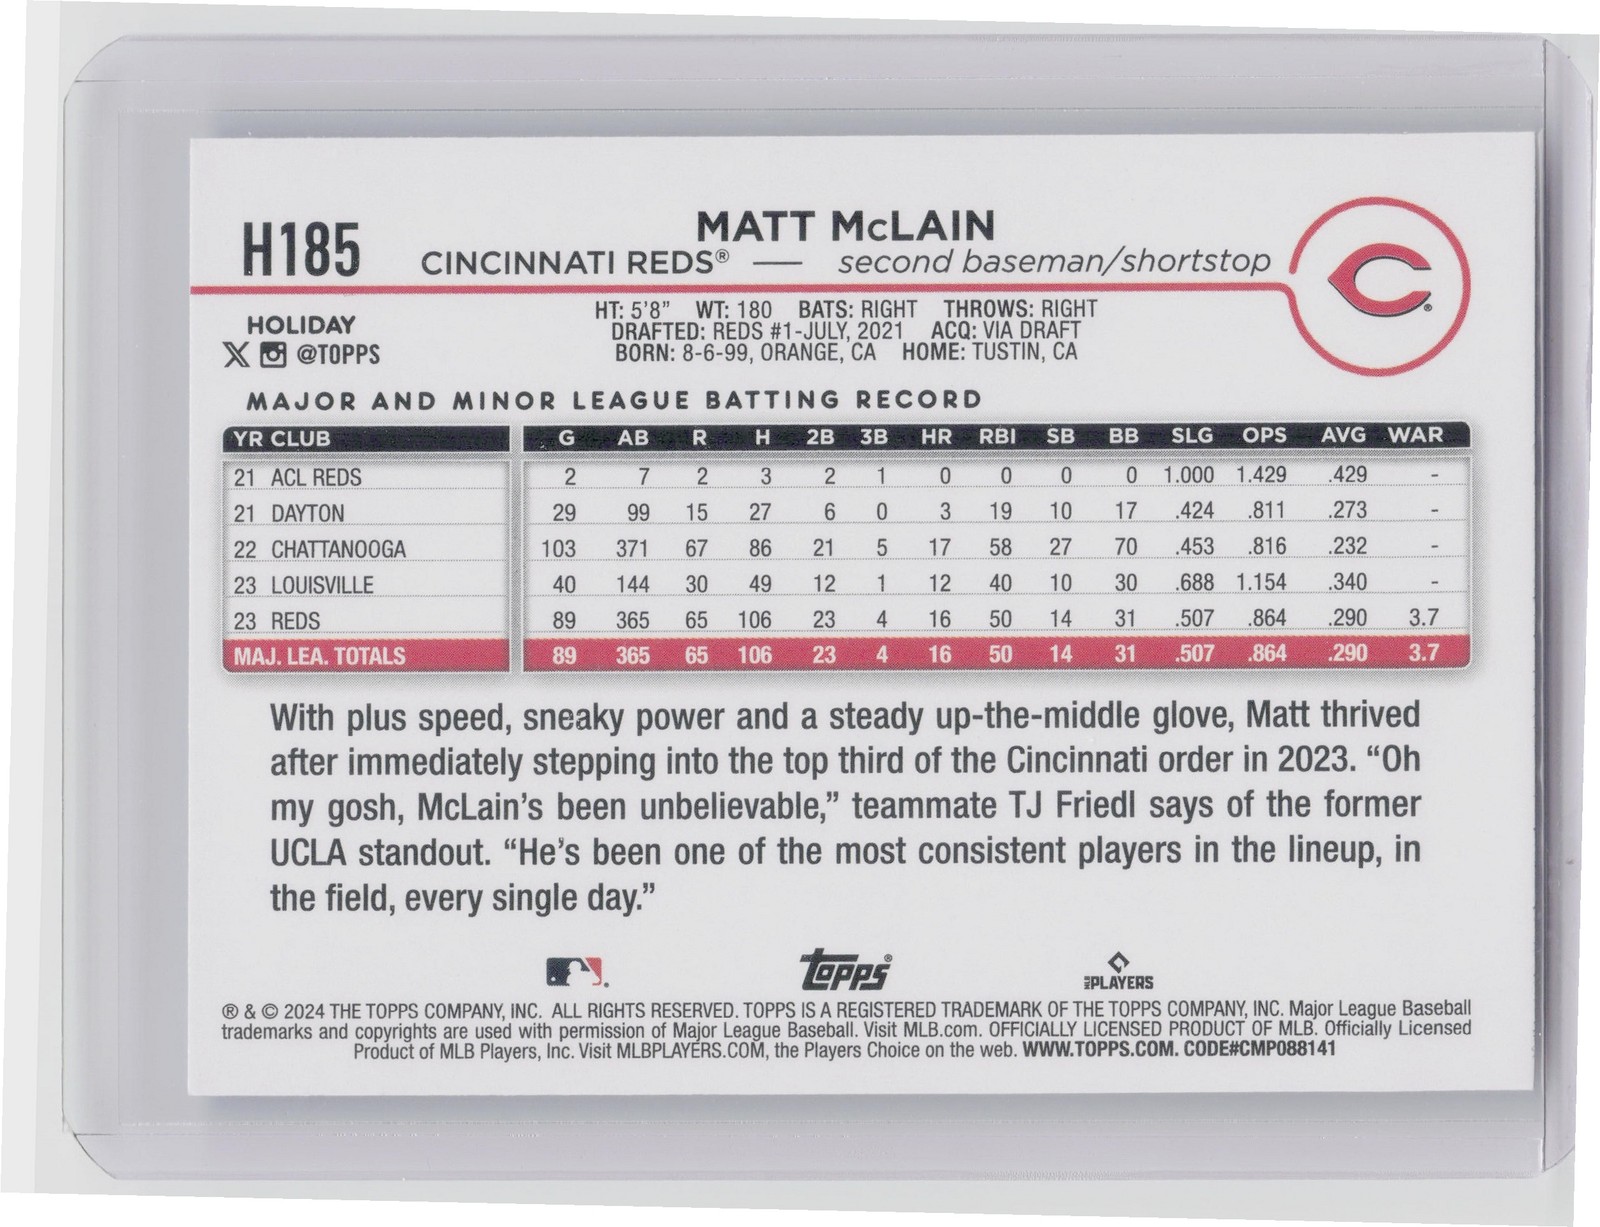 H185
MATT McLAIN
CINCINNATI REDS® — second baseman/shortstop
HOLIDAY
@TOPPS
HT: 5'8" WT: 180 BATS: RIGHT THROWS: RIGHT
DRAFTED: REDS #1-JULY, 2021 ACQ: VIA DRAFT
BORN: 8-6-99, ORANGE, CA HOME: TUSTIN, CA
MAJOR AND MINOR LEAGUE BATTING RECORD
YR CLUB G AB R H 2B 3B HR RBI SB BB SLG OPS AVG WAR
21 ACL REDS 2 7 2 3 2 1 0 0 0 0 1.000 1.429 .429 -
21 DAYTON 29 99 15 27 6 0 3 19 10 17 .424 .811 .273 -
22 CHATTANOOGA 103 371 67 86 21 5 17 58 27 70 .453 .816 .232 -
23 LOUISVILLE 40 144 30 49 12 1 12 40 10 30 .688 1.154 .340 -
23 REDS 89 365 65 106 23 4 16 50 14 31 .507 .864 .290 3.7
MAJ. LEA. TOTALS 89 365 65 106 23 4 16 50 14 31 .507 .864 .290 3.7
With plus speed, sneaky power and a steady up-the-middle glove, Matt thrived
after immediately stepping into the top third of the Cincinnati order in 2023. “Oh
my gosh, McLain’s been unbelievable,” teammate TJ Friedl says of the former
UCLA standout. “He’s been one of the most consistent players in the lineup, in
the field, every single day.”
topps®
MLB PLAYERS
® & © 2024 THE TOPPS COMPANY, INC. ALL RIGHTS RESERVED. TOPPS IS A REGISTERED TRADEMARK OF THE TOPPS COMPANY, INC. Major League Baseball
trademarks and copyrights are used with permission of Major League Baseball. Visit MLB.com. OFFICIALLY LICENSED PRODUCT OF MLB. Officially Licensed
Product of MLB Players, Inc. Visit MLBPLAYERS.COM, the Players Choice on the web. WWW.TOPPS.COM. CODE#CMP088141